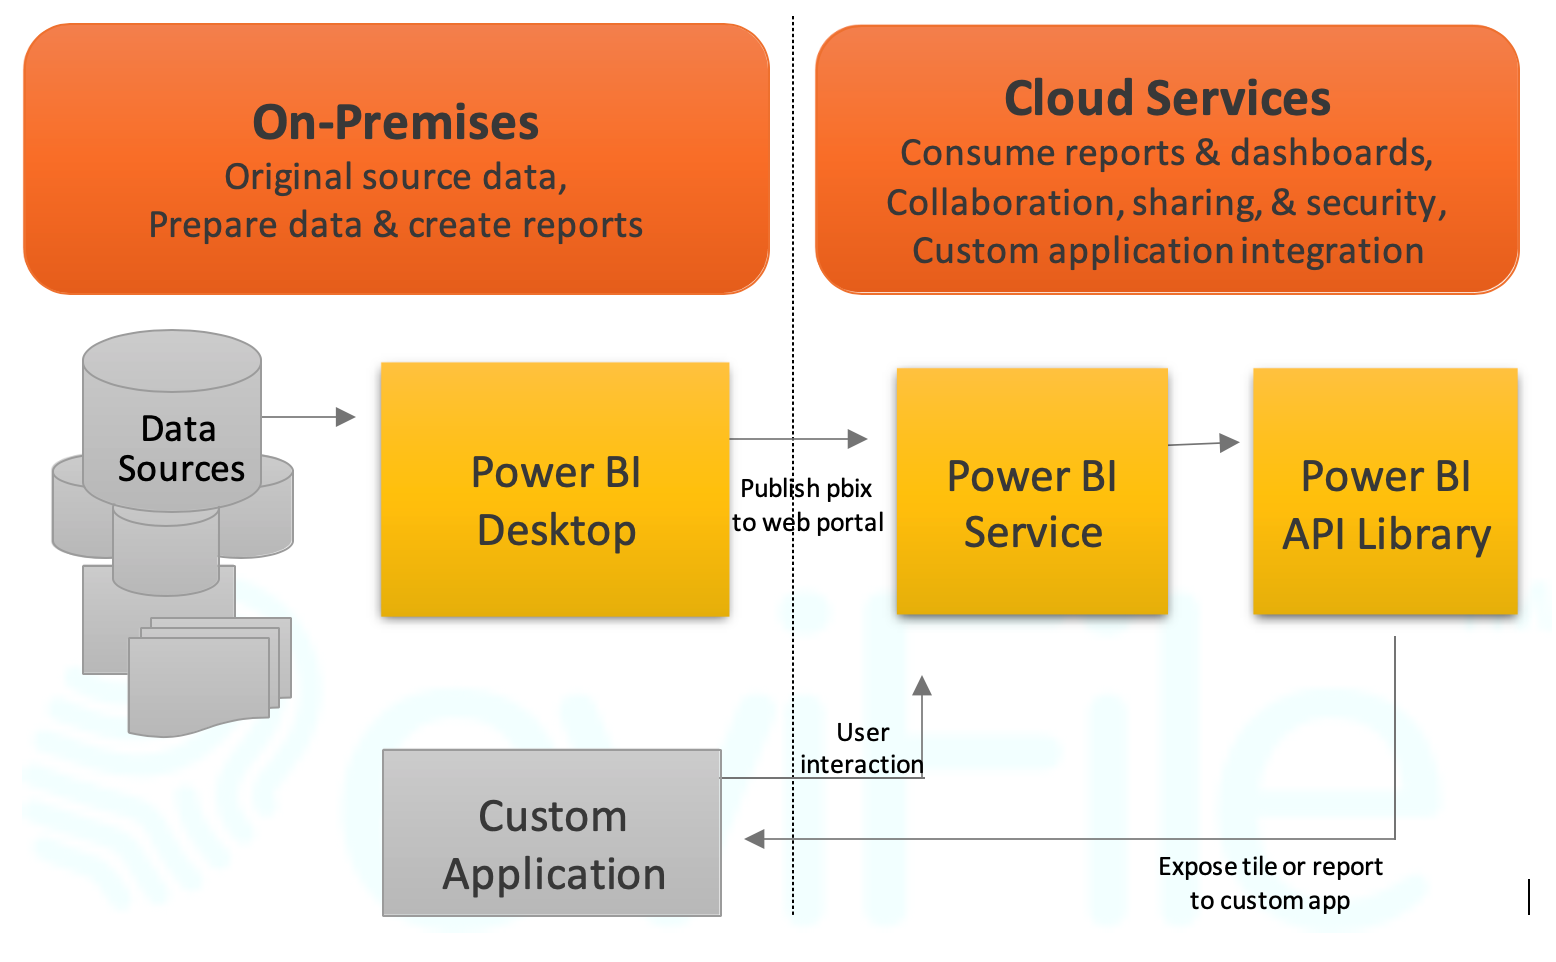 On-Premises
Original source data,
Prepare data & create reports
Cloud Services
Consume reports & dashboards,
Collaboration, sharing, & security,
Custom application integration
Data
Sources
Power BI
Desktop
Publish pbix
to web portal
Power BI
Service
Power BI
API Library
User
interaction
Custom
Application
Expose tile or report
to custom app
eviFile